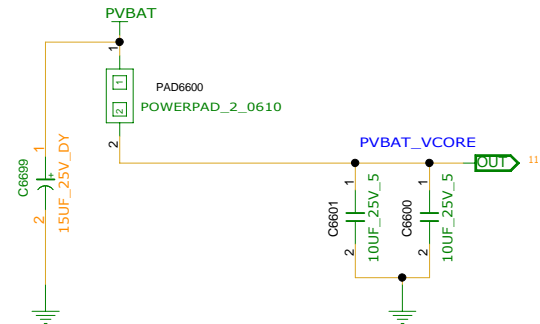 PVBAT
1
1
PAD6600
2
POWERPAD_2_0610
2
PVBAT_VCORE
OUT
11
1
C6699
+
2
15UF_25V_DY
1
C6601
2
10UF_25V_5
1
C6600
2
10UF_25V_5